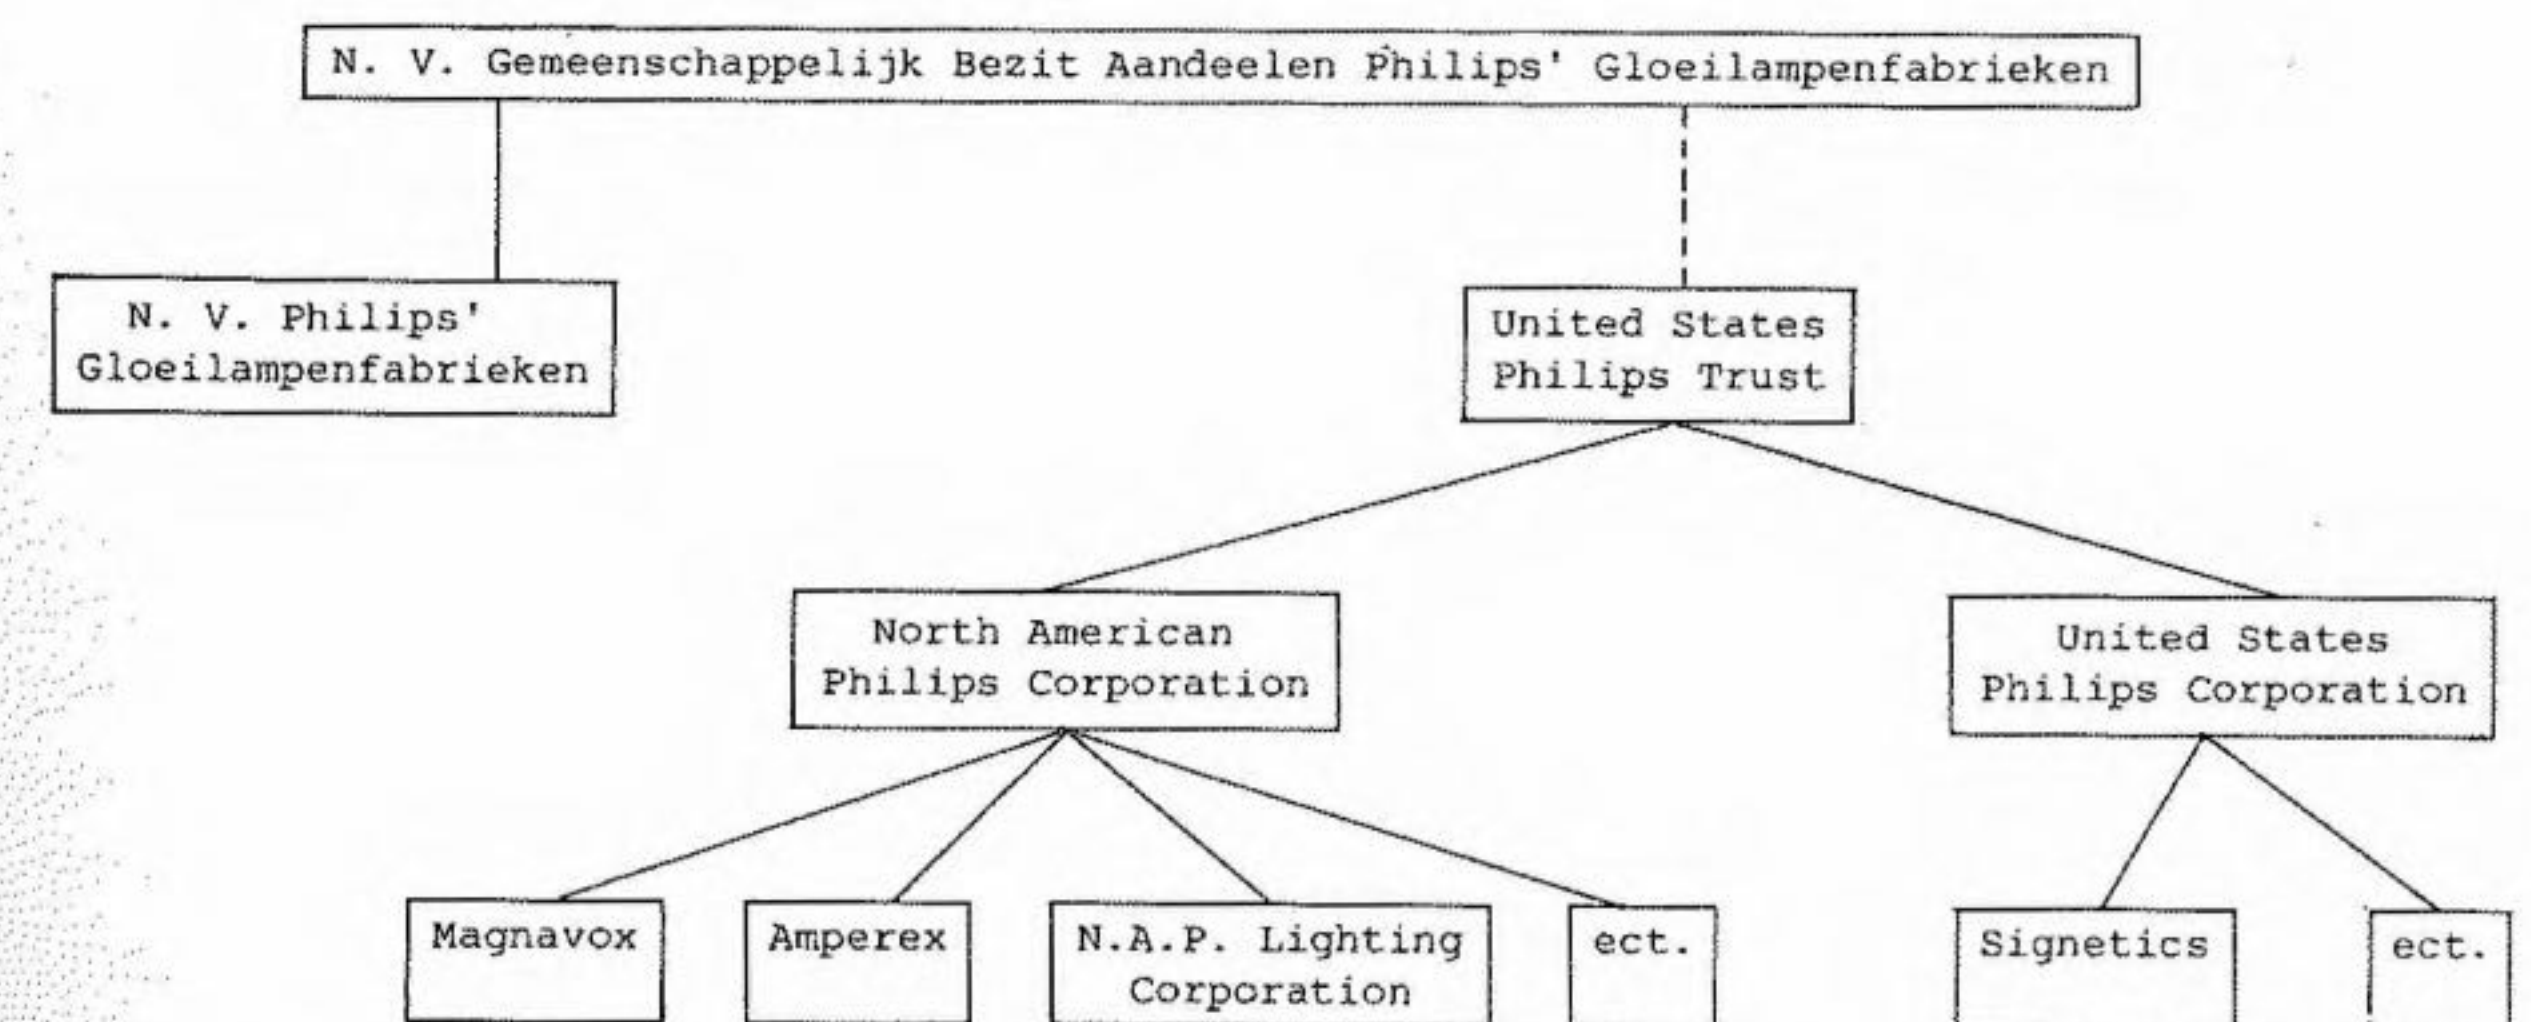 N. V. Gemeenschappelijk Bezit Aandeelen Philips' Gloeilampenfabrieken
N. V. Philips'
Gloeilampenfabrieken
United States
Philips Trust
North American
Philips Corporation
United States
Philips Corporation
Magnavox
Amperex
N.A.P. Lighting
Corporation
ect.
Signetics
ect.